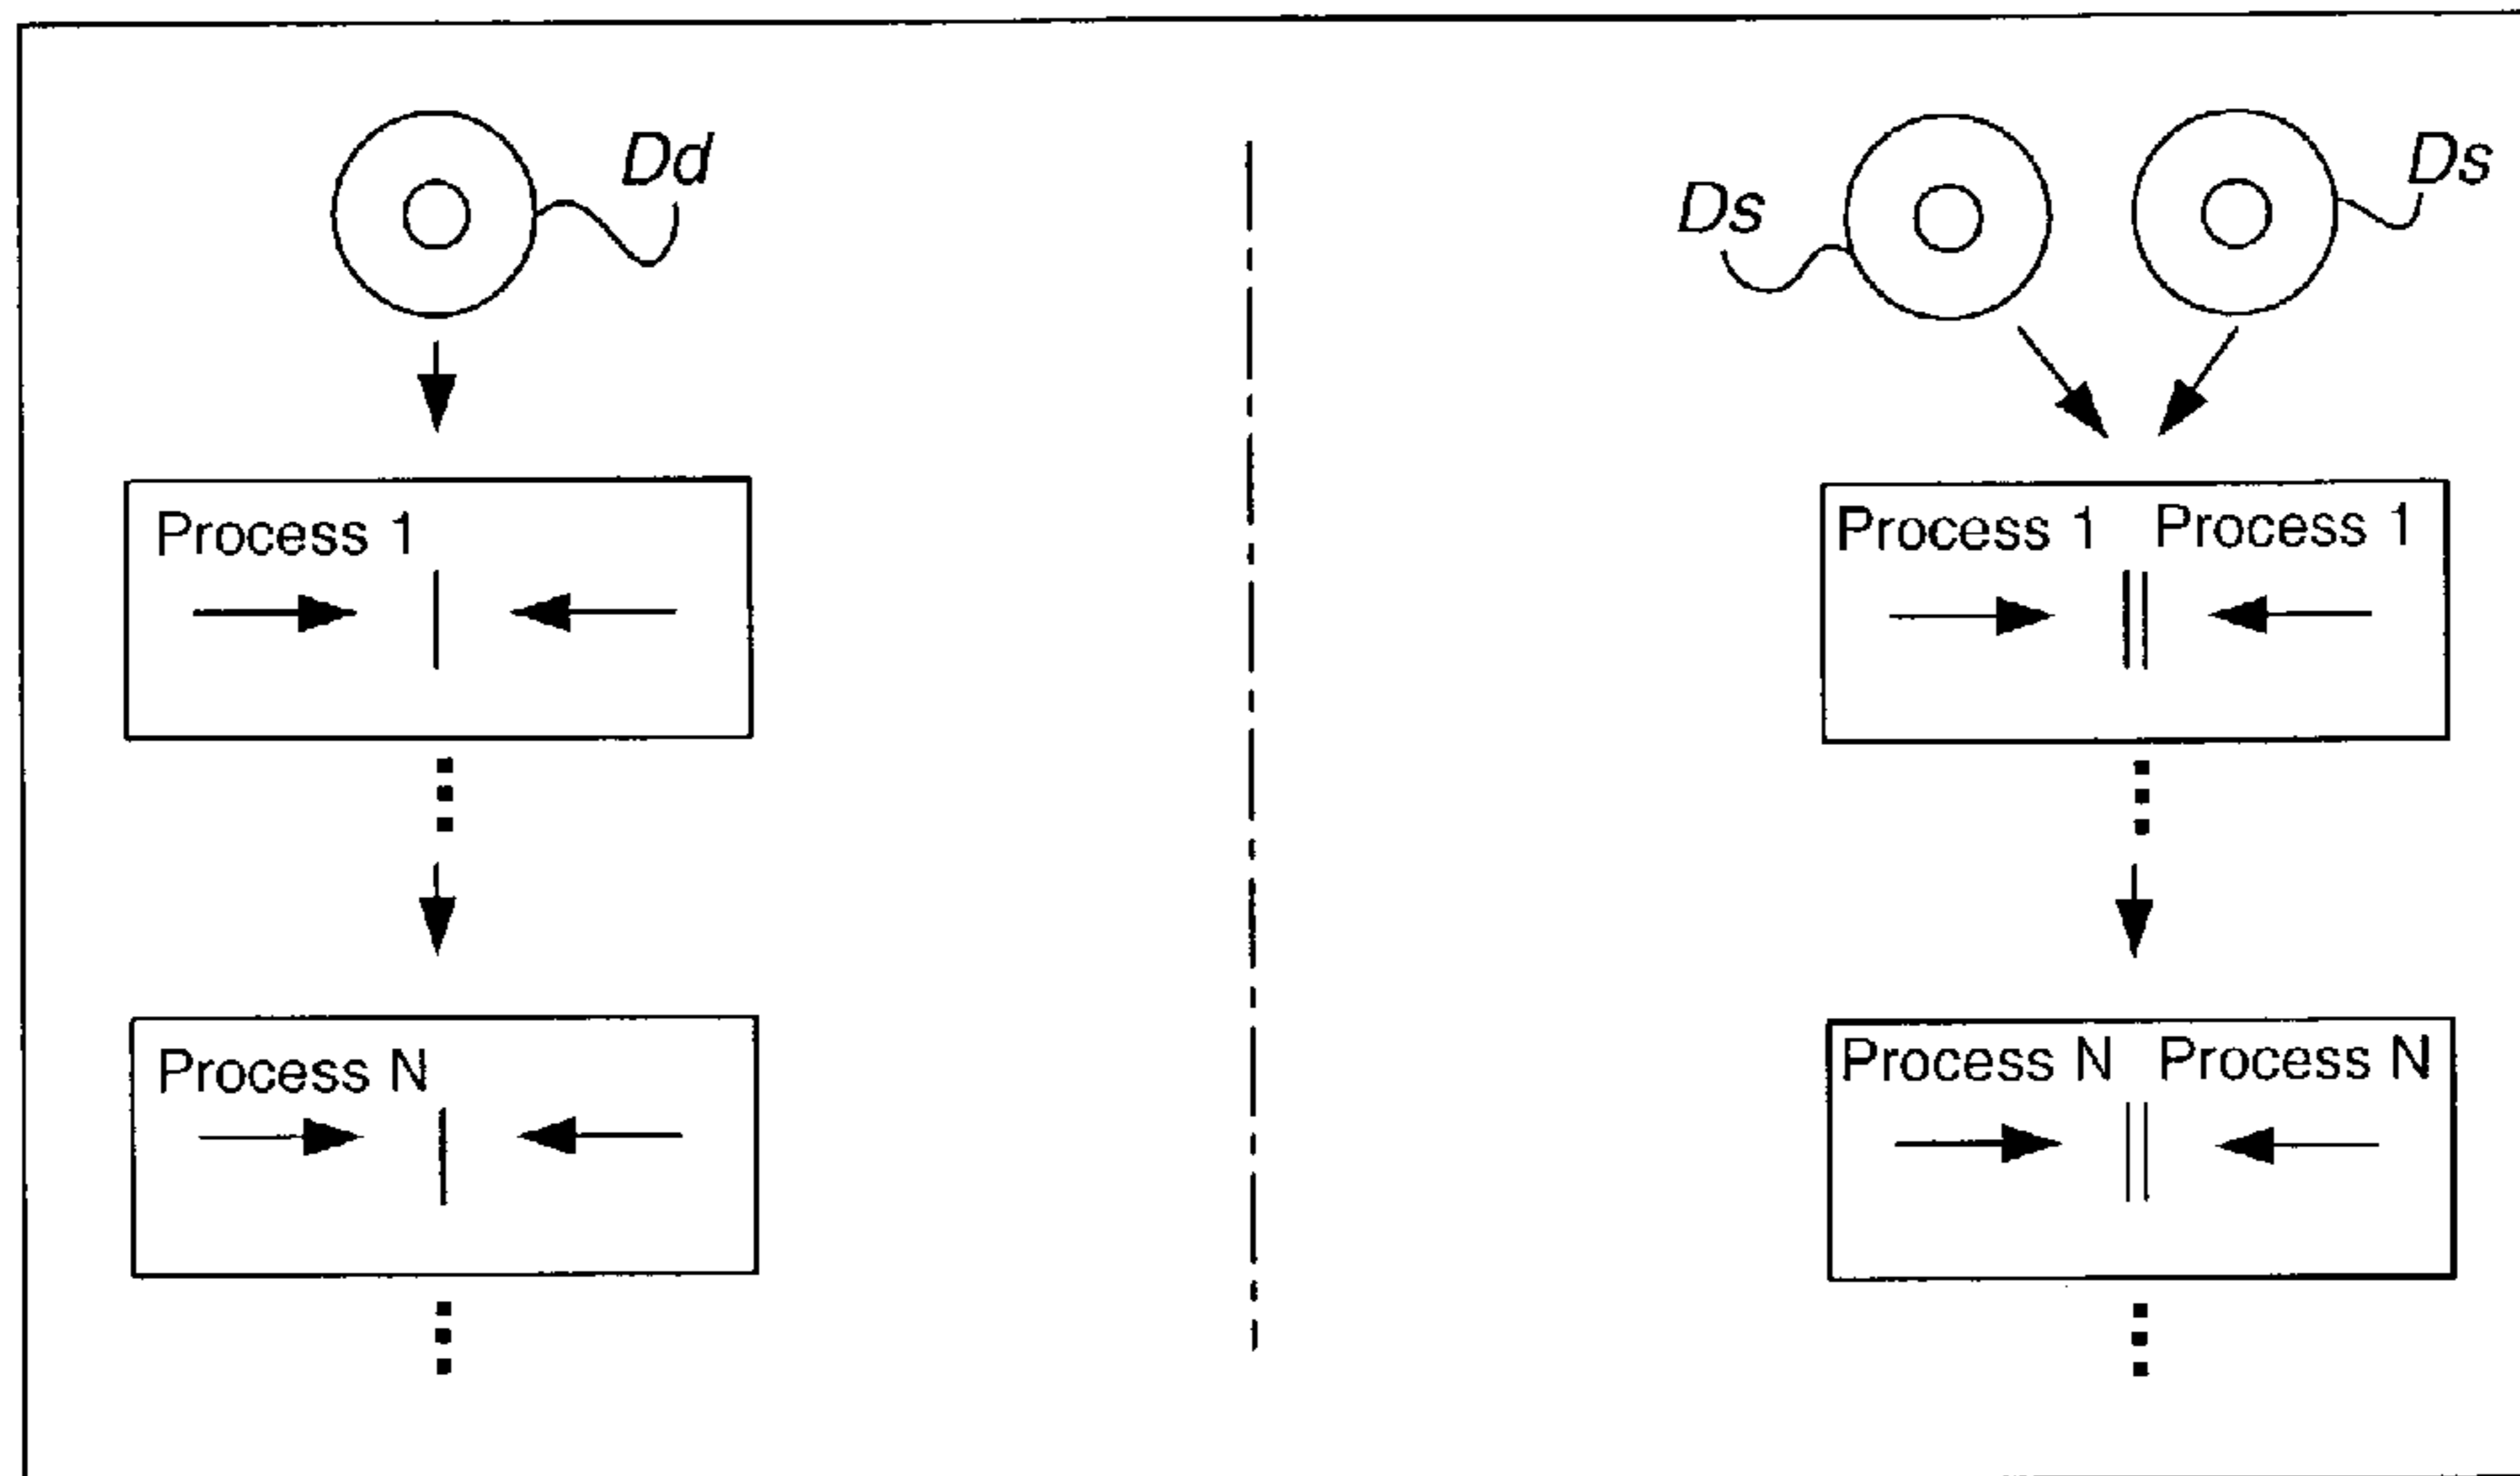 Dd
Process 1
Process N
Ds
Ds
Process 1 Process 1
Process N Process N